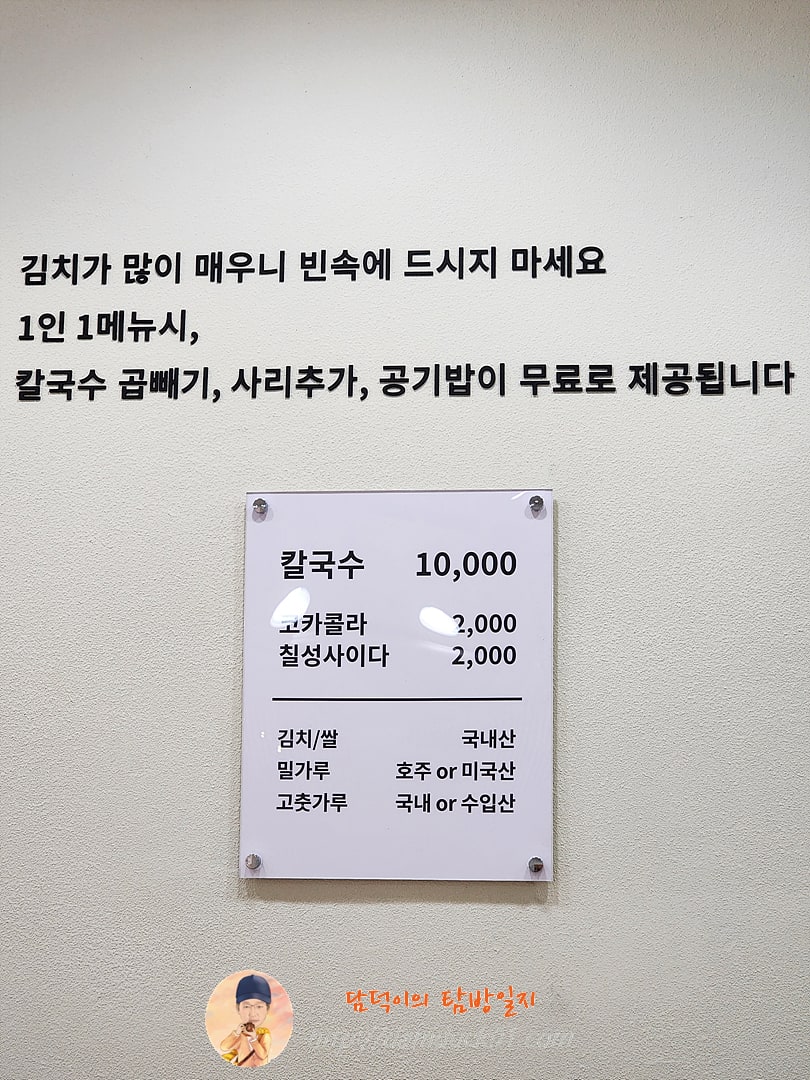 김치가 많이 매우니 빈속에 드시지 마세요
1인 1메뉴시,
칼국수 곱빼기, 사리추가, 공기밥이 무료로 제공됩니다
칼국수 10,000
코카콜라 2,000
칠성사이다 2,000
김치/쌀 국내산
밀가루 호주 or 미국산
고춧가루 국내 or 수입산
담덕이의 탐방일지